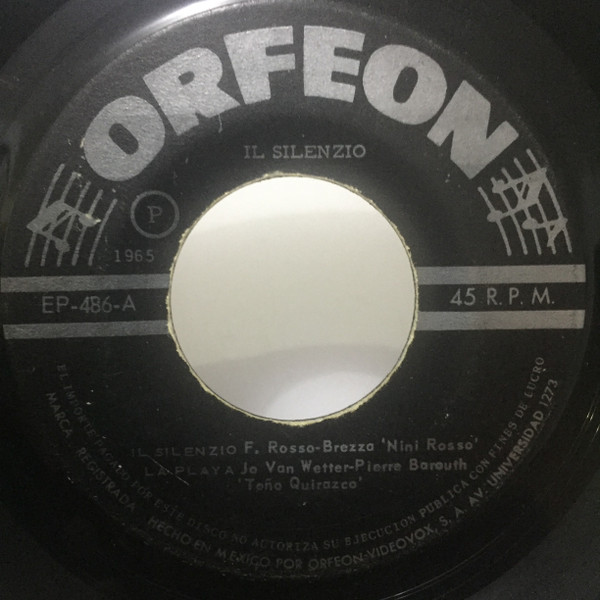 ORFEON
IL SILENZIO
P
1965
EP-486-A
45 R. P. M.
IL SILENZIO F. Rosso-Brezza 'Nini Rosso'
LA PLAYA Jo Van Wetter-Pierre Barouth
'Toño Quirazco'
EL IMPORTE PAGADO POR ESTE DISCO NO AUTORIZA SU EJECUCION PUBLICA CON FINES DE LUCRO
MARCA REGISTRADA - HECHO EN MEXICO POR ORFEON-VIDEOVOX, S. A. AV. UNIVERSIDAD 1273